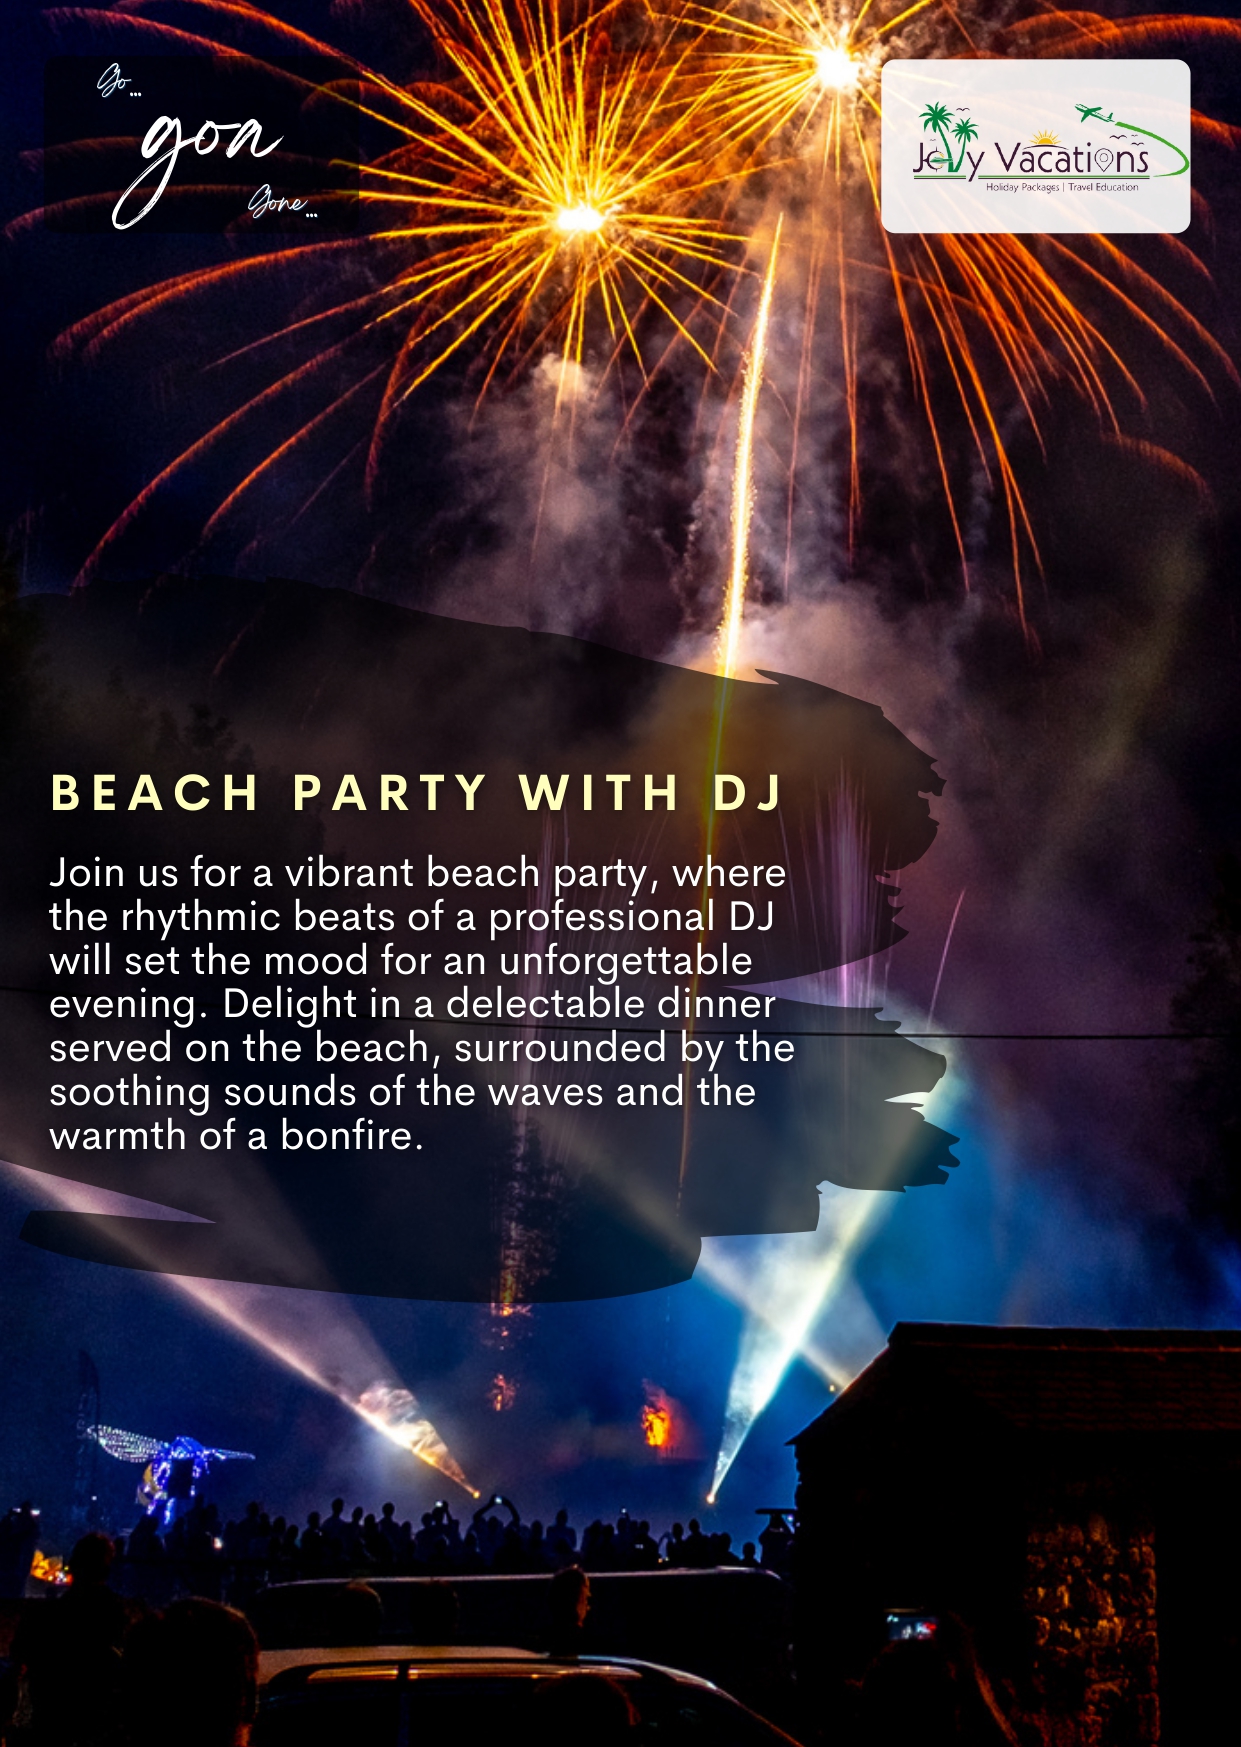 Go...
goa
Gone...
Jovy Vacations
Holiday Packages | Travel Education
BEACH PARTY WITH DJ
Join us for a vibrant beach party, where
the rhythmic beats of a professional DJ
will set the mood for an unforgettable
evening. Delight in a delectable dinner
served on the beach, surrounded by the
soothing sounds of the waves and the
warmth of a bonfire.